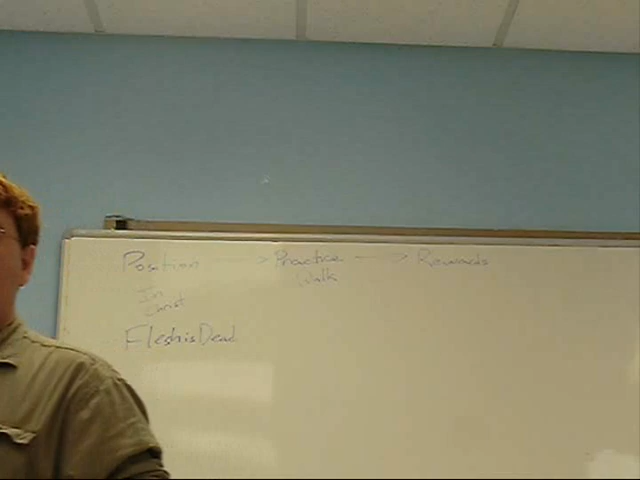 Position -> Practice -> Rewards
Walk
In
Christ
Flesh is Dead